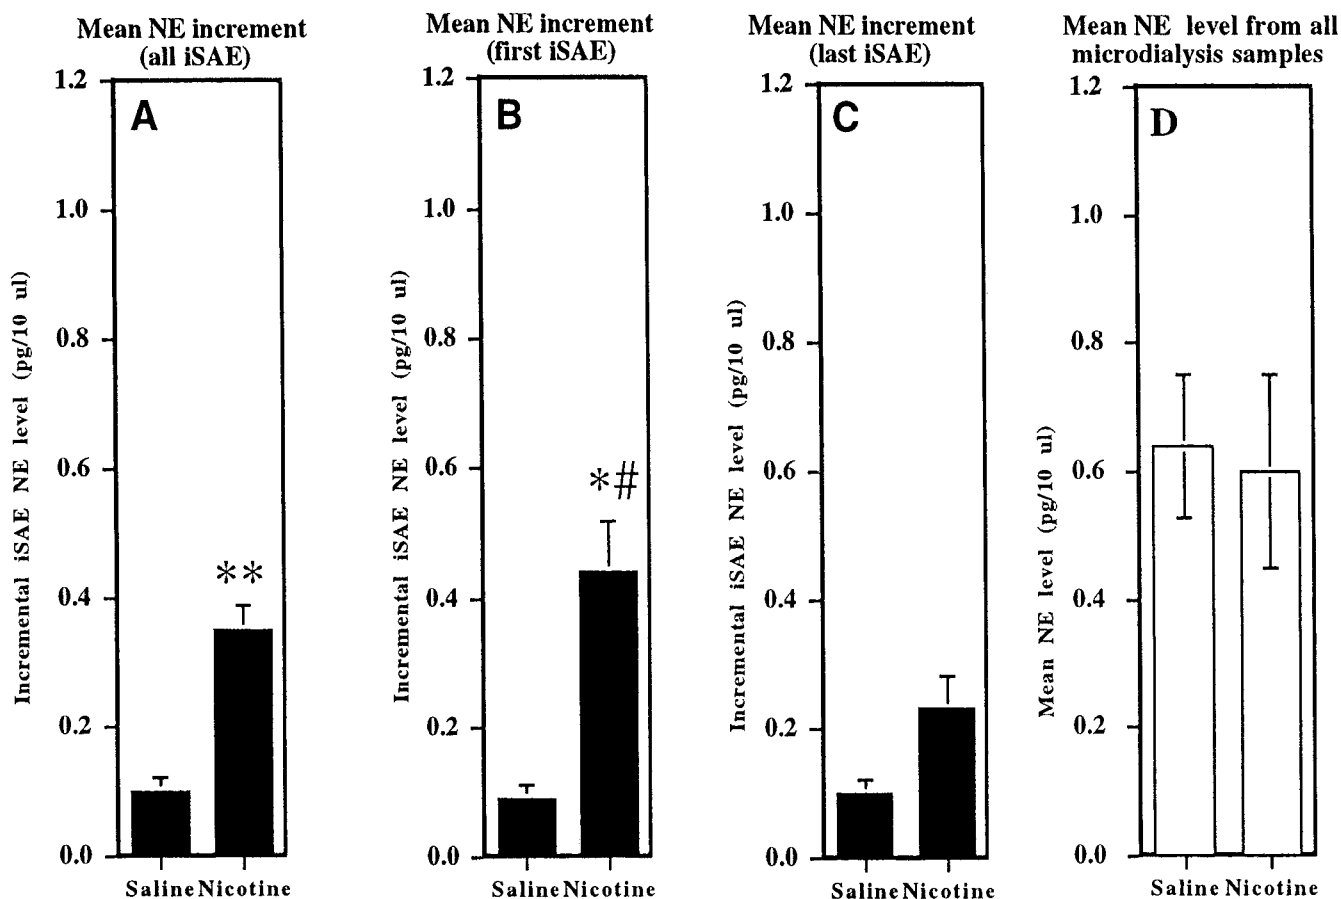 Mean NE increment
(all iSAE)
A
1.2
1.0
0.8
0.6
0.4
0.2
0.0
Incremental iSAE NE level (pg/10 ul)
**
Saline Nicotine
Mean NE increment
(first iSAE)
B
1.2
1.0
0.8
0.6
0.4
0.2
0.0
Incremental iSAE NE level (pg/10 ul)
*#
Saline Nicotine
Mean NE increment
(last iSAE)
C
1.2
1.0
0.8
0.6
0.4
0.2
0.0
Incremental iSAE NE level (pg/10 ul)
Saline Nicotine
Mean NE level from all
microdialysis samples
D
1.2
1.0
0.8
0.6
0.4
0.2
0.0
Mean NE level (pg/10 ul)
Saline Nicotine